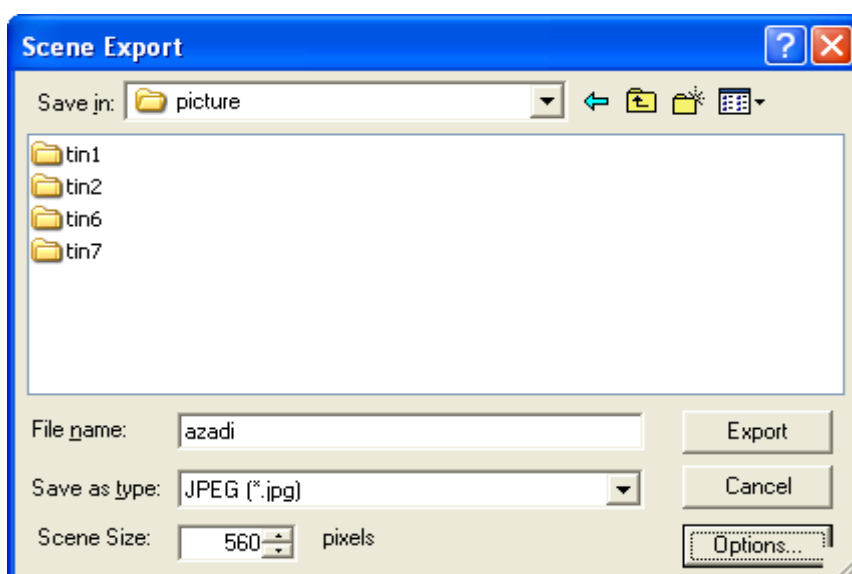 Scene Export
Save in: picture
tin1
tin2
tin6
tin7
File name: azadi Export
Save as type: JPEG (*.jpg) Cancel
Scene Size: 560 pixels Options...